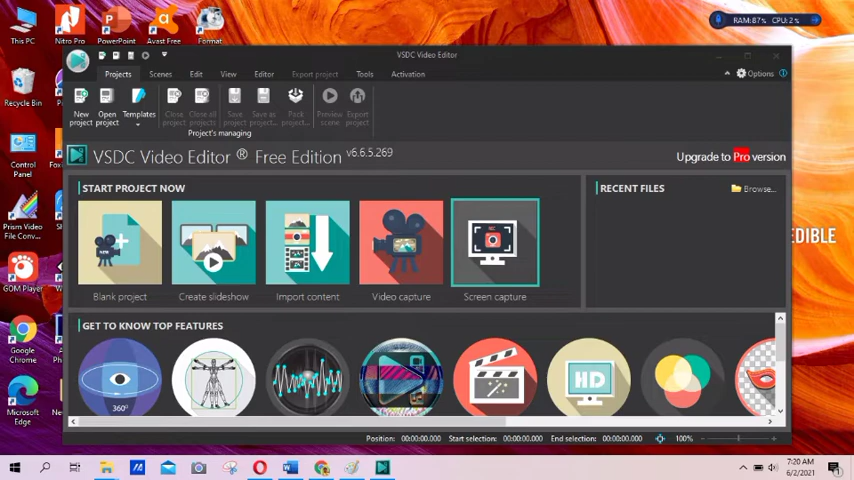 This PC
Nitro Pro
PowerPoint
Avast Free
Format
RAM: 87% CPU: 2%
VSDC Video Editor
Projects Scenes Edit View Editor Export project Tools Activation
Options
New project
Open project
Templates
Close project
Close all projects
Save project
Save as project...
Pack project...
Preview scene
Export project
Project's managing
VSDC Video Editor ® Free Edition v6.6.5.269
Upgrade to Pro version
START PROJECT NOW
RECENT FILES
Browse...
Blank project
Create slideshow
Import content
Video capture
Screen capture
GET TO KNOW TOP FEATURES
360°
HD
Position: 00:00:00.000 Start selection: 00:00:00.000 End selection: 00:00:00.000 100%
Recycle Bin
Control Panel
Prism Video File Conv...
GOM Player
Google Chrome
Microsoft Edge
EDIBLE
7:20 AM
6/2/2021